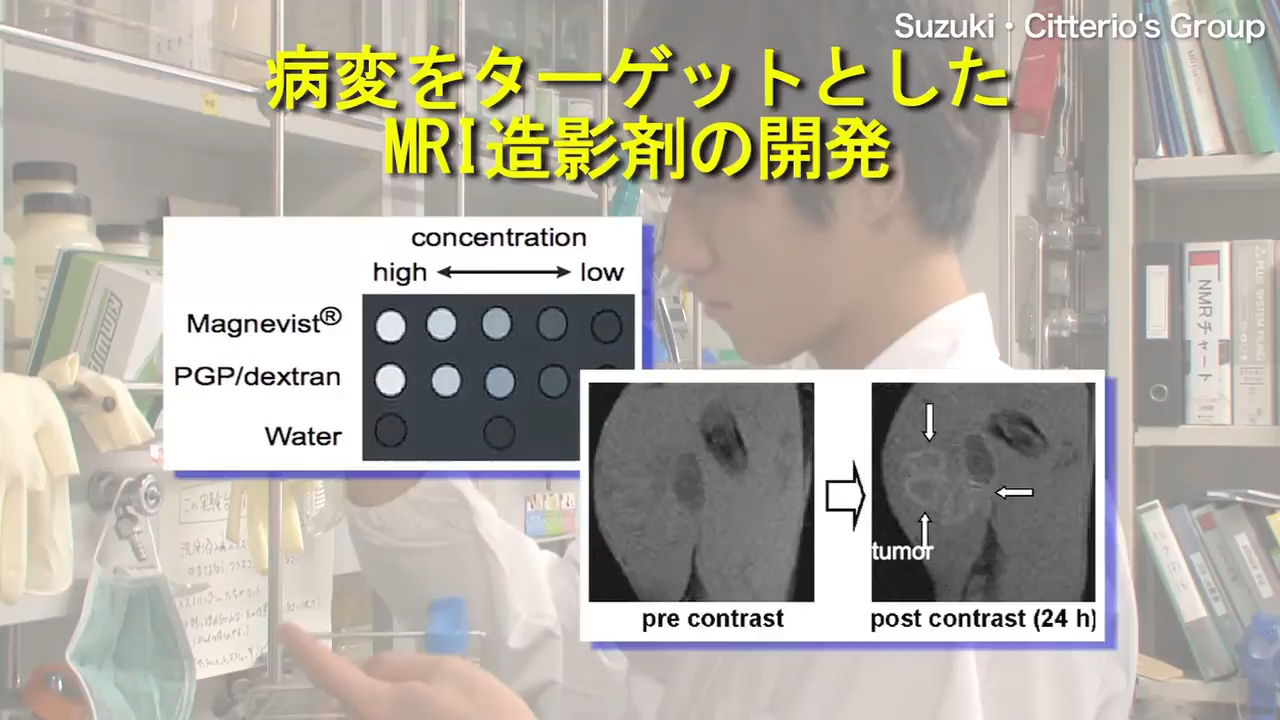 Suzuki・Citterio's Group
病変をターゲットとした
MRI造影剤の開発
concentration
high ⟷ low
Magnevist®
PGP/dextran
Water
tumor
pre contrast
post contrast (24 h)
NMRチャート